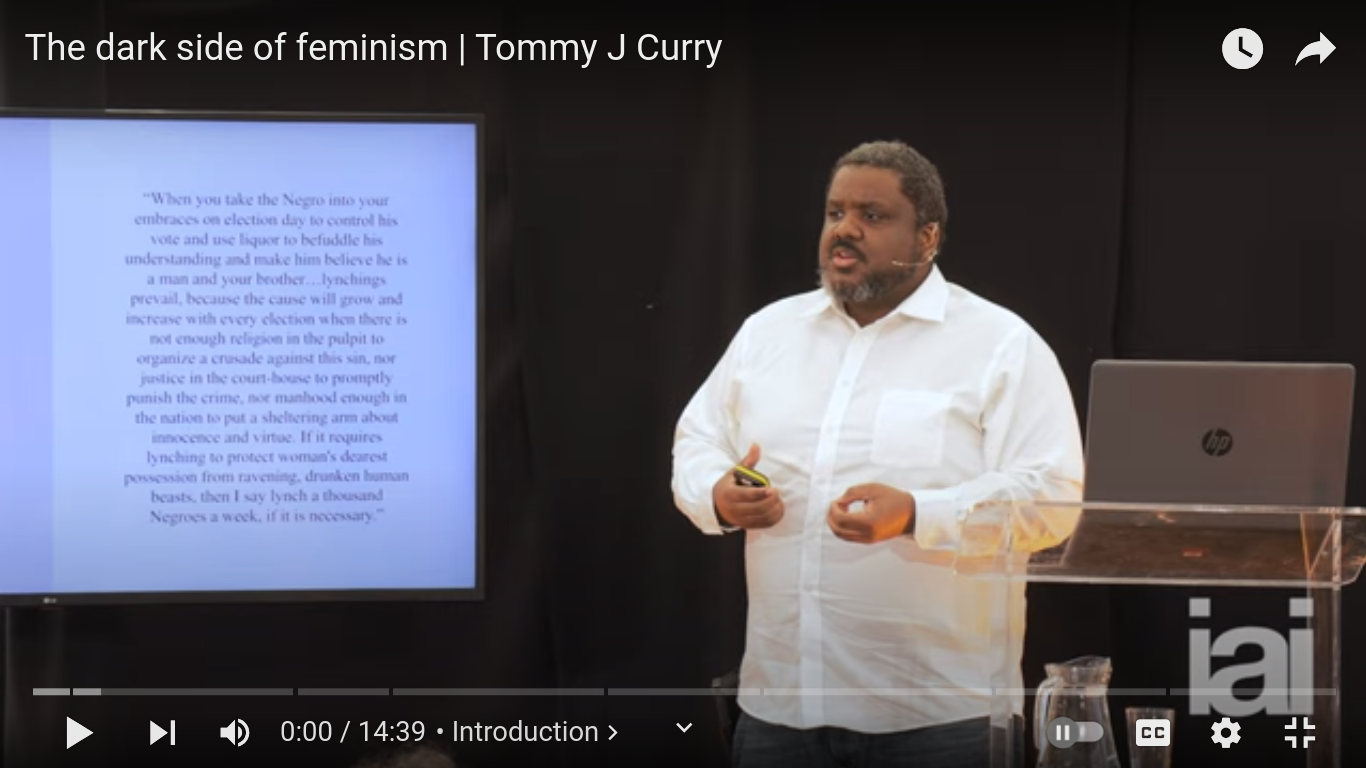 The dark side of feminism | Tommy J Curry
“When you take the Negro into your
embraces on election day to control his
vote and use liquor to befuddle his
understanding and make him believe he is
a man and your brother…lynchings
prevail, because the cause will grow and
increase with every election when there is
not enough religion in the pulpit to
organize a crusade against this sin, nor
justice in the court-house to promptly
punish the crime, nor manhood enough in
the nation to put a sheltering arm about
innocence and virtue. If it requires
lynching to protect woman's dearest
possession from ravening, drunken human
beasts, then I say lynch a thousand
Negroes a week, if it is necessary.”
hp
iai
0:00 / 14:39 • Introduction ›
CC